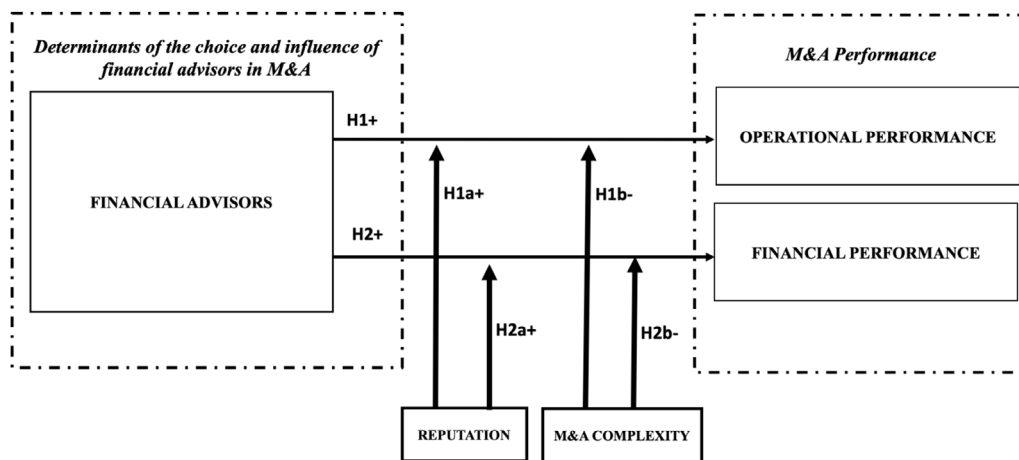 Determinants of the choice and influence of
financial advisors in M&A
M&A Performance
H1+
OPERATIONAL PERFORMANCE
H1a+
H1b-
FINANCIAL ADVISORS
H2+
FINANCIAL PERFORMANCE
H2a+
H2b-
REPUTATION
M&A COMPLEXITY